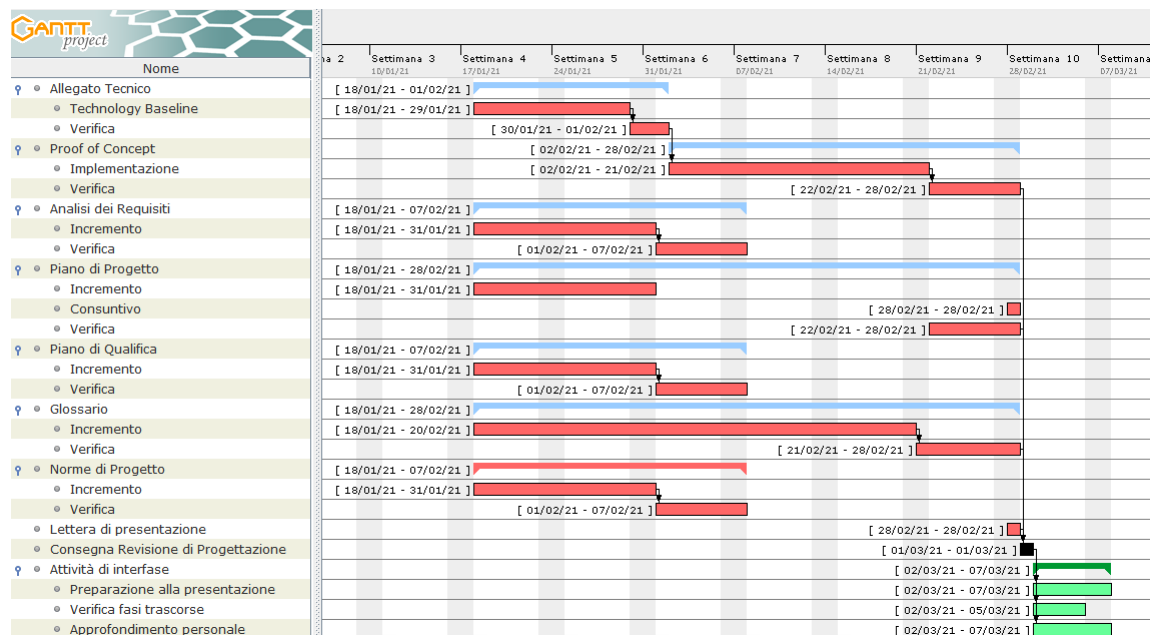 GANTT
project
Nome
na 2 Settimana 3 Settimana 4 Settimana 5 Settimana 6 Settimana 7 Settimana 8 Settimana 9 Settimana 10 Settimana
10/01/21 17/01/21 24/01/21 31/01/21 07/02/21 14/02/21 21/02/21 28/02/21 07/03/21
Allegato Tecnico [ 18/01/21 - 01/02/21 ]
Technology Baseline [ 18/01/21 - 29/01/21 ]
Verifica [ 30/01/21 - 01/02/21 ]
Proof of Concept [ 02/02/21 - 28/02/21 ]
Implementazione [ 02/02/21 - 21/02/21 ]
Verifica [ 22/02/21 - 28/02/21 ]
Analisi dei Requisiti [ 18/01/21 - 07/02/21 ]
Incremento [ 18/01/21 - 31/01/21 ]
Verifica [ 01/02/21 - 07/02/21 ]
Piano di Progetto [ 18/01/21 - 28/02/21 ]
Incremento [ 18/01/21 - 31/01/21 ]
Consuntivo [ 28/02/21 - 28/02/21 ]
Verifica [ 22/02/21 - 28/02/21 ]
Piano di Qualifica [ 18/01/21 - 07/02/21 ]
Incremento [ 18/01/21 - 31/01/21 ]
Verifica [ 01/02/21 - 07/02/21 ]
Glossario [ 18/01/21 - 28/02/21 ]
Incremento [ 18/01/21 - 20/02/21 ]
Verifica [ 21/02/21 - 28/02/21 ]
Norme di Progetto [ 18/01/21 - 07/02/21 ]
Incremento [ 18/01/21 - 31/01/21 ]
Verifica [ 01/02/21 - 07/02/21 ]
Lettera di presentazione [ 28/02/21 - 28/02/21 ]
Consegna Revisione di Progettazione [ 01/03/21 - 01/03/21 ]
Attività di interfase [ 02/03/21 - 07/03/21 ]
Preparazione alla presentazione [ 02/03/21 - 07/03/21 ]
Verifica fasi trascorse [ 02/03/21 - 05/03/21 ]
Approfondimento personale [ 02/03/21 - 07/03/21 ]